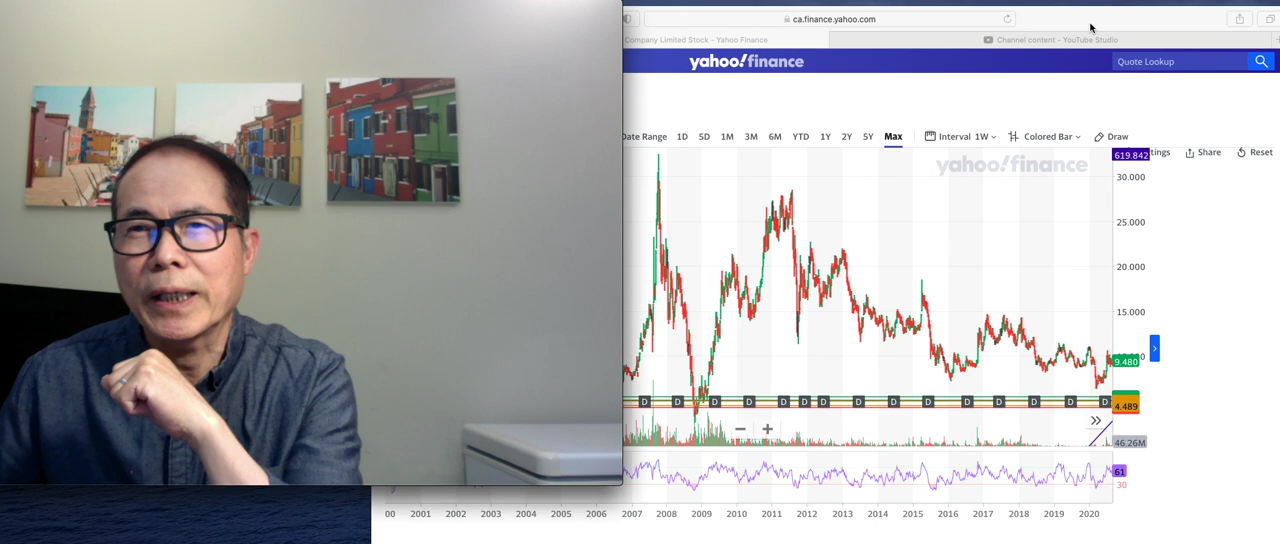 ca.finance.yahoo.com
Company Limited Stock - Yahoo Finance
Channel content - YouTube Studio
yahoo!finance
Quote Lookup
Date Range 1D 5D 1M 3M 6M YTD 1Y 2Y 5Y Max Interval 1W Colored Bar Draw
tings Share Reset
yahoo!finance
619.842
30.000
25.000
20.000
15.000
9.480
D D D D D D D D D D D D D D
4.489
46.26M
61
30
00 2001 2002 2003 2004 2005 2006 2007 2008 2009 2010 2011 2012 2013 2014 2015 2016 2017 2018 2019 2020